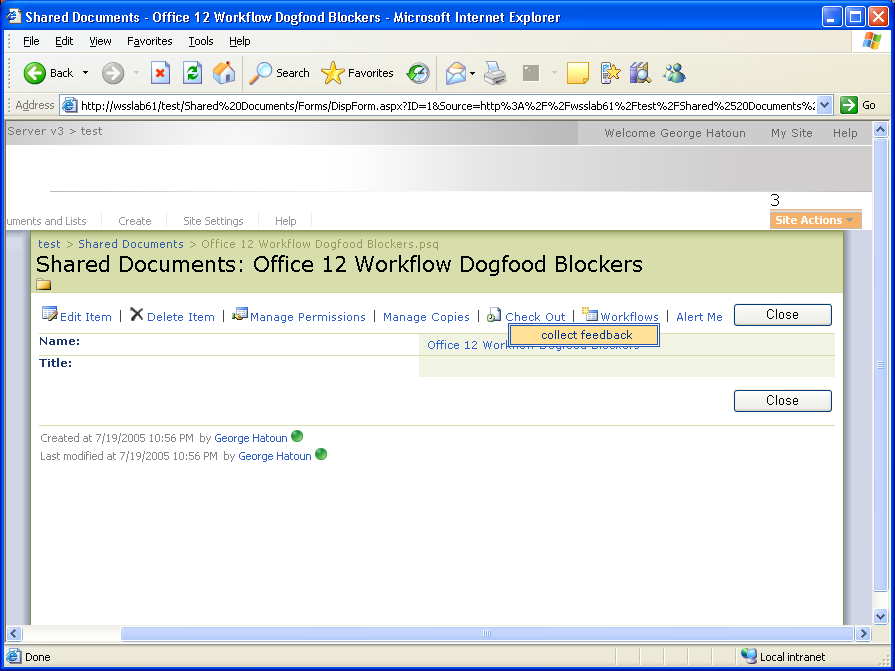 Shared Documents - Office 12 Workflow Dogfood Blockers - Microsoft Internet Explorer
File Edit View Favorites Tools Help
Back Search Favorites
Address http://wsslab61/test/Shared%20Documents/Forms/DispForm.aspx?ID=1&Source=http%3A%2F%2Fwsslab61%2Ftest%2FShared%2520Documents% Go
Server v3 > test Welcome George Hatoun My Site Help
3
uments and Lists Create Site Settings Help Site Actions
test > Shared Documents > Office 12 Workflow Dogfood Blockers.psq
Shared Documents: Office 12 Workflow Dogfood Blockers
Edit Item | Delete Item | Manage Permissions | Manage Copies | Check Out | Workflows | Alert Me Close
collect feedback
Name: Office 12 Workflow Dogfood Blockers
Title:
Close
Created at 7/19/2005 10:56 PM by George Hatoun
Last modified at 7/19/2005 10:56 PM by George Hatoun
Done Local intranet